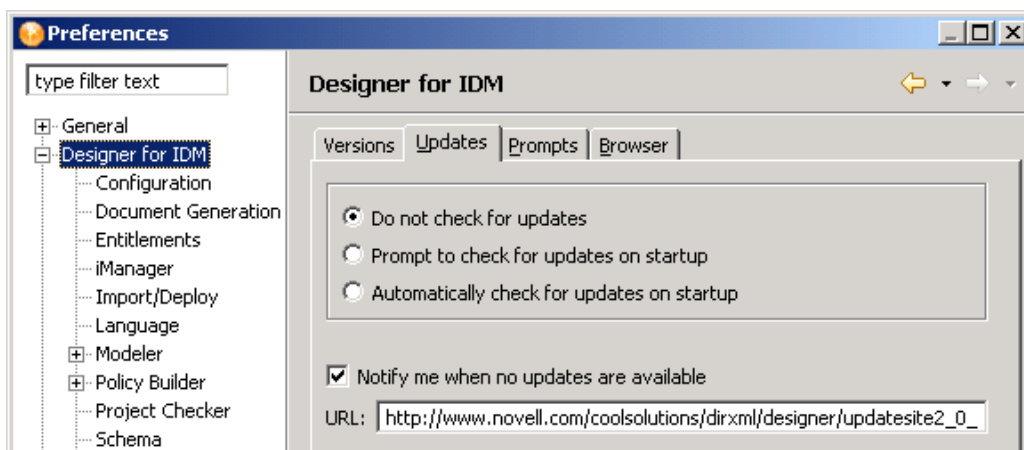 Preferences
type filter text
Designer for IDM
General
Designer for IDM
Configuration
Document Generation
Entitlements
iManager
Import/Deploy
Language
Modeler
Policy Builder
Project Checker
Schema
Versions Updates Prompts Browser
Do not check for updates
Prompt to check for updates on startup
Automatically check for updates on startup
Notify me when no updates are available
URL: http://www.novell.com/coolsolutions/dirxml/designer/updatesite2_0_